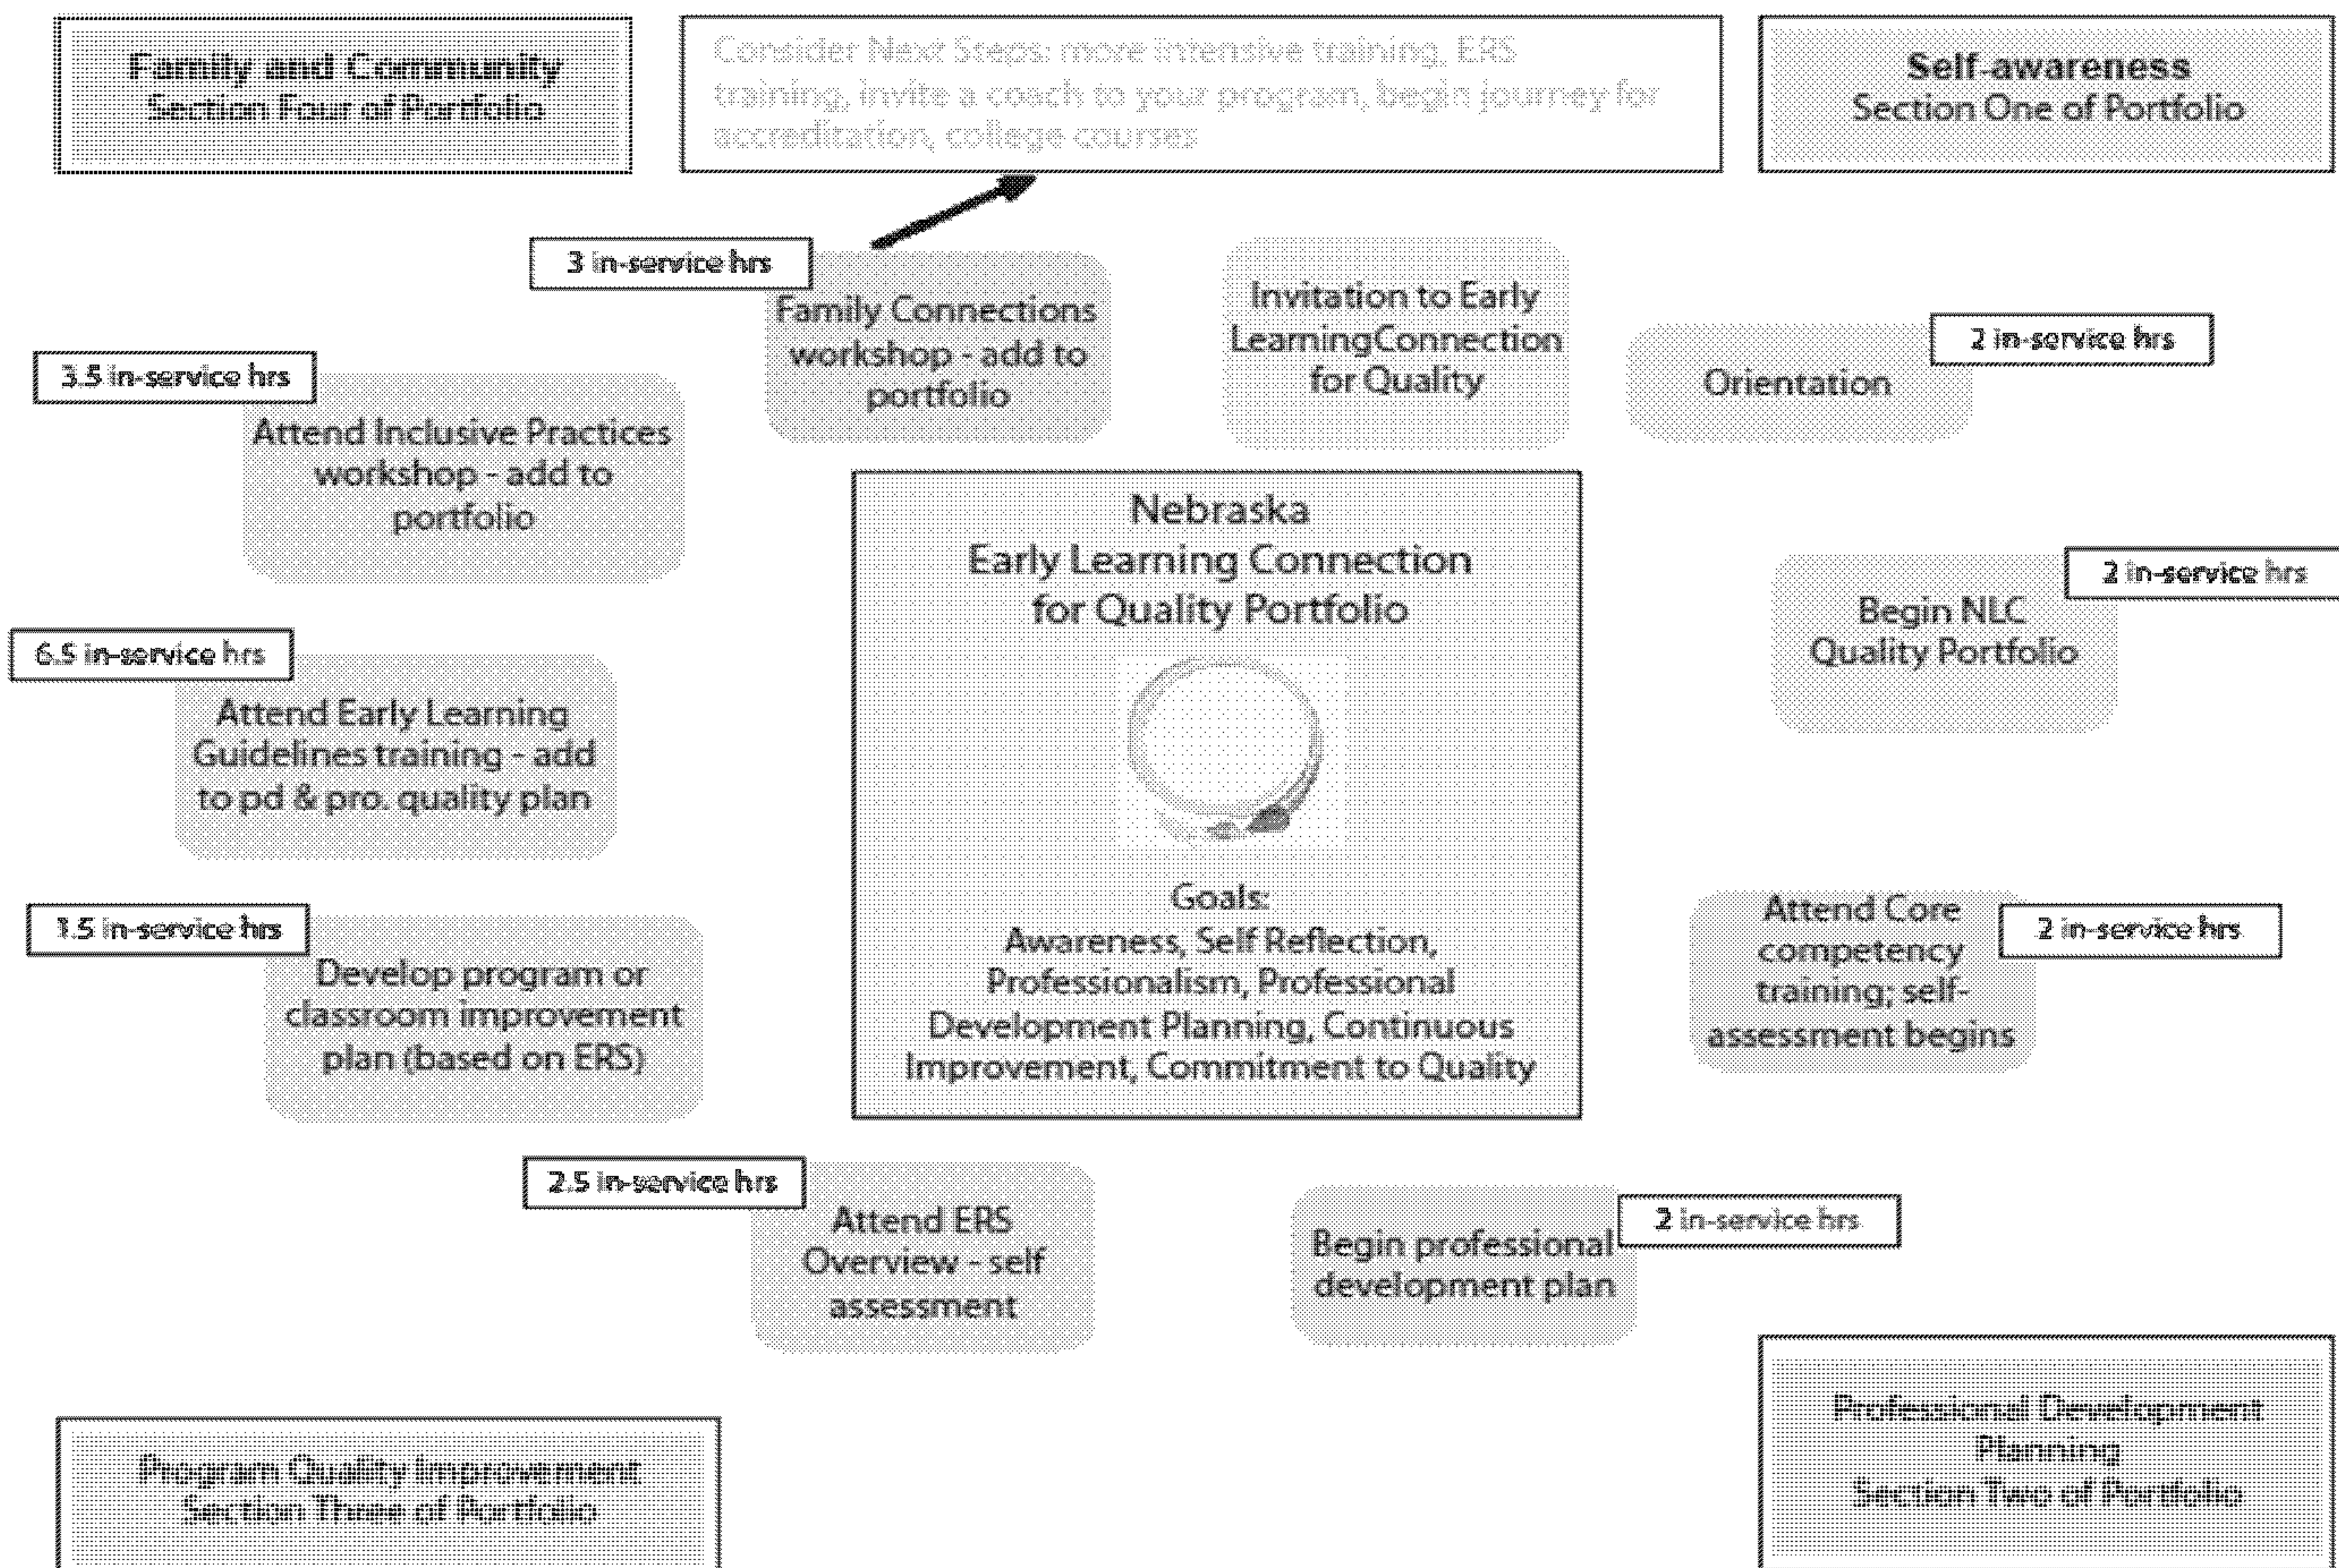 Family and Community
Section Four of Portfolio
Consider Next Steps: more intensive training, ERS
training, invite a coach to your program, begin journey for
accreditation, college courses
Self-awareness
Section One of Portfolio
3 in-service hrs
Family Connections
workshop - add to
portfolio
Invitation to Early
LearningConnection
for Quality
2 in-service hrs
Orientation
3.5 in-service hrs
Attend Inclusive Practices
workshop - add to
portfolio
Nebraska
Early Learning Connection
for Quality Portfolio
Goals:
Awareness, Self Reflection,
Professionalism, Professional
Development Planning, Continuous
Improvement, Commitment to Quality
2 in-service hrs
Begin NLC
Quality Portfolio
6.5 in-service hrs
Attend Early Learning
Guidelines training - add
to pd & pro. quality plan
2 in-service hrs
Attend Core
competency
training; self-
assessment begins
1.5 in-service hrs
Develop program or
classroom improvement
plan (based on ERS)
2.5 in-service hrs
Attend ERS
Overview - self
assessment
2 in-service hrs
Begin professional
development plan
Program Quality Improvement
Section Three of Portfolio
Professional Development
Planning
Section Two of Portfolio